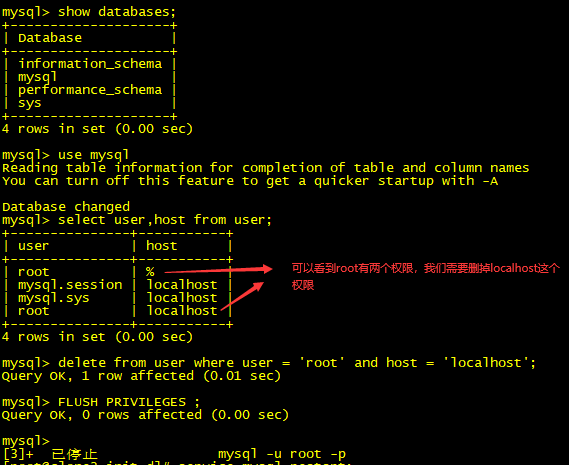 mysql> show databases;
+--------------------+
| Database           |
+--------------------+
| information_schema |
| mysql              |
| performance_schema |
| sys                |
+--------------------+
4 rows in set (0.00 sec)
mysql> use mysql
Reading table information for completion of table and column names
You can turn off this feature to get a quicker startup with -A
Database changed
mysql> select user,host from user;
+---------------+-----------+
| user          | host      |
+---------------+-----------+
| root          | %         |
| mysql.session | localhost |
| mysql.sys     | localhost |
| root          | localhost |
+---------------+-----------+
可以看到root有两个权限，我们需要删掉localhost这个
权限
4 rows in set (0.00 sec)
mysql> delete from user where user = 'root' and host = 'localhost';
Query OK, 1 row affected (0.01 sec)
mysql> FLUSH PRIVILEGES ;
Query OK, 0 rows affected (0.00 sec)
mysql>
[3]+  已停止               mysql -u root -p